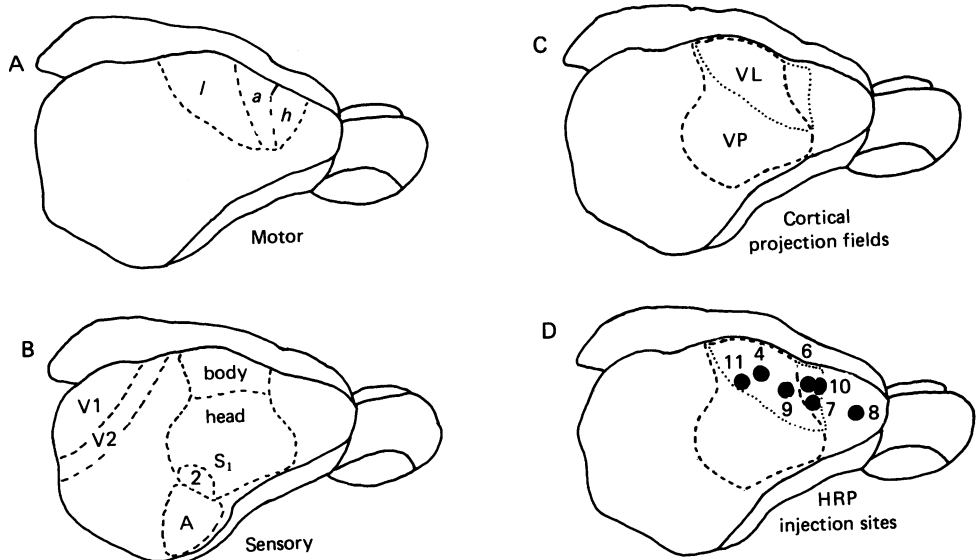 A
l
a
h
Motor
B
V1
V2
body
head
S₁
2
A
Sensory
C
VL
VP
Cortical
projection fields
D
11
4
6
10
9
7
8
HRP
injection sites